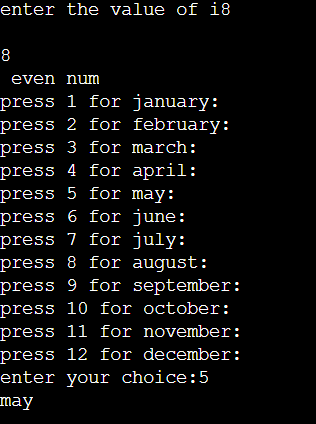 enter the value of i8
8
even num
press 1 for january:
press 2 for february:
press 3 for march:
press 4 for april:
press 5 for may:
press 6 for june:
press 7 for july:
press 8 for august:
press 9 for september:
press 10 for october:
press 11 for november:
press 12 for december:
enter your choice:5
may